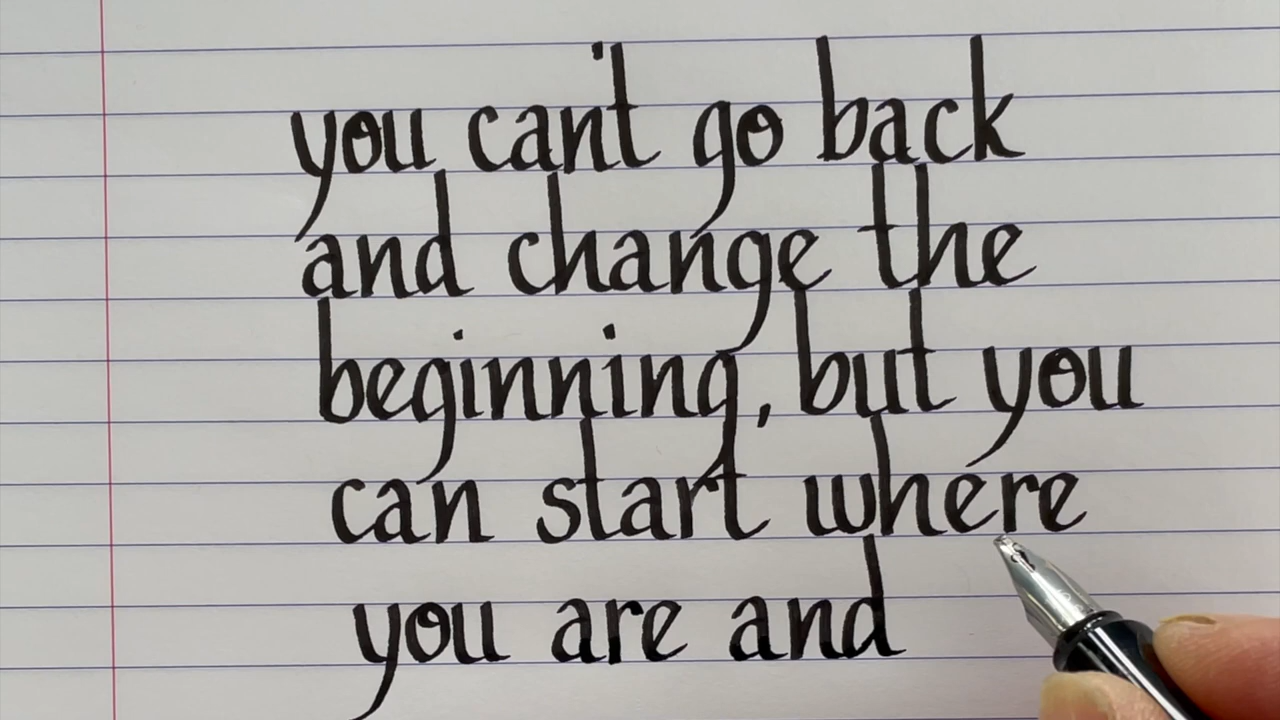 you can't go back
and change the
beginning, but you
can start where
you are and